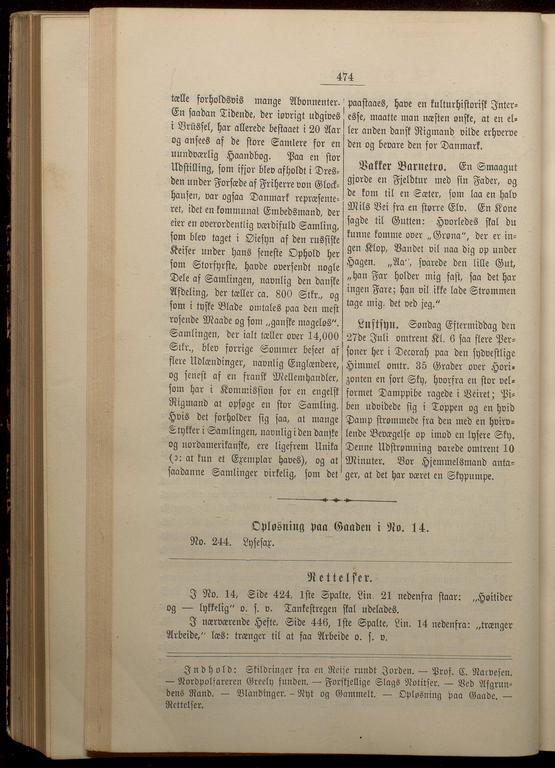 474
tælle forholdsvis mange Abonnenter.
En saadan Tidende, der iøvrigt udgives
i Brüssel, har allerede bestaaet i 20 Aar
og ansees af de store Samlere for en
uundværlig Haandbog. Paa en stor
Udstilling, som ifjor blev afholdt i Dres-
den under Forsæde af Friherre von Glock-
hausen, var ogsaa Danmark repræsente-
ret, idet en kommunal Embedsmand, der
eier en overordentlig værdifuld Samling,
som blev taget i Øiesyn af den russiske
Keiser under hans seneste Ophold her
som Storfyrste, havde oversendt nogle
Dele af Samlingen, navnlig den danske
Afdeling, der tæller ca. 800 Stkr., og
som i tyske Blade omtales paa den mest
rosende Maade og som „ganske mageløs“.
Samlingen, der ialt tæller over 14,000
Stkr., blev forrige Sommer beseet af
flere Udlændinger, navnlig Englændere,
og senest af en fransk Mellemhandler,
som har i Kommission for en engelsk
Rigmand at opsøge en stor Samling.
Hvis det forholder sig saa, at mange
Stykker i Samlingen, navnlig i den danske
og nordamerikanske, ere ligefrem Unika
(ɔ: at kun et Exemplar haves), og at
saadanne Samlinger virkelig, som det
paastaaes, have en kulturhistorisk Inter-
esse, maatte man næsten ønske, at en el-
ler anden dansk Rigmand vilde erhverve
den og bevare den for Danmark.
Vakker Barnetro. En Smaagut
gjorde en Fjeldtur med sin Fader, og
de kom til en Sæter, som laa en halv
Mils Vei fra en større Elv. En Kone
sagde til Gutten: Hvorledes skal du
kunne komme over „Grøna“, der er in-
gen Klop, Vandet vil naa dig op under
Hagen. „Aa“, svarede den lille Gut,
„han Far holder mig fast, saa det har
ingen Fare; han vil ikke lade Strømmen
tage mig, det ved jeg.“
Luftsyn. Søndag Eftermiddag den
27de Juli omtrent Kl. 6 saa flere Per-
soner her i Decorah paa den sydvestlige
Himmel omtr. 35 Grader over Hori-
zonten en sort Sky, hvorfra en stor vel-
formet Damppibe ragede i Veiret; Pi-
ben udvidede sig i Toppen og en hvid
Damp strømmede fra den med en hvirv-
lende Bevægelse op imod en lysere Sky.
Denne Udstrømning varede omtrent 10
Minuter. Vor Hjemmelsmand anta-
ger, at det har været en Skypumpe.
Opløsning paa Gaaden i No. 14.
No. 244. Lysesax.
Rettelser.
I No. 14, Side 424, 1ste Spalte, Lin. 21 nedenfra staar: „Høitider
og — lykkelig“ o. s. v. Tankestregen skal udelades.
I nærværende Hefte, Side 446, 1ste Spalte, Lin. 14 nedenfra: „trænger
Arbeide,“ læs: trænger til at faa Arbeide o. s. v.
Indhold: Skildringer fra en Reise rundt Jorden. — Prof. C. Narvesen.
— Nordpolfareren Greely funden. — Forskjellige Slags Notitser. — Ved Afgrun-
dens Rand. — Blandinger. – Nyt og Gammelt. — Opløsning paa Gaade. —
Rettelser.